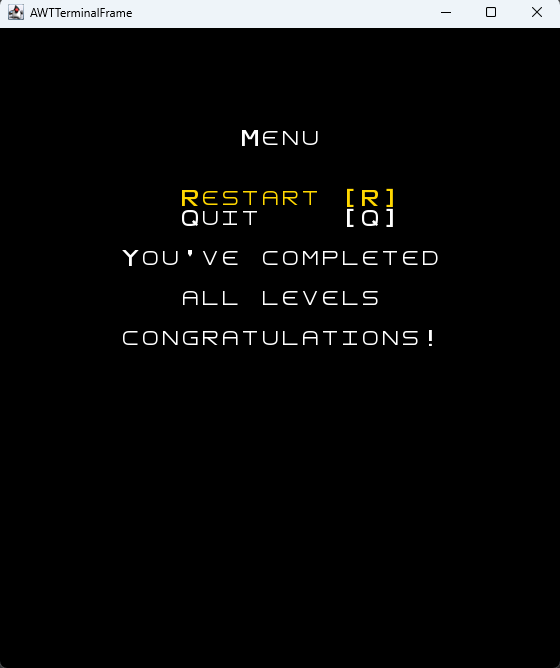 AWTTerminalFrame
Menu
Restart [R]
Quit [Q]
You've completed
all levels
congratulations!